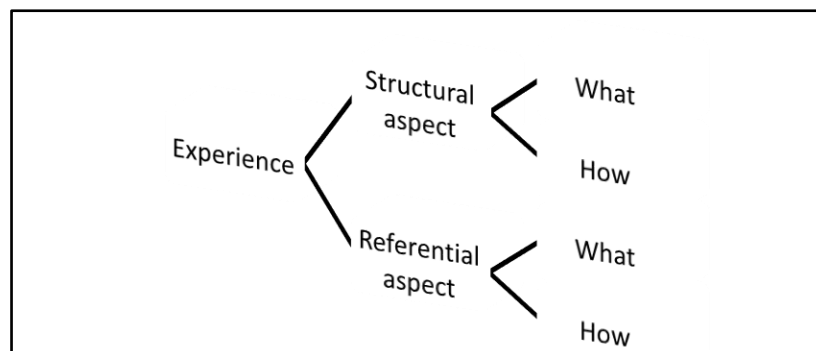 Experience
Structural
aspect
What
How
Referential
aspect
What
How